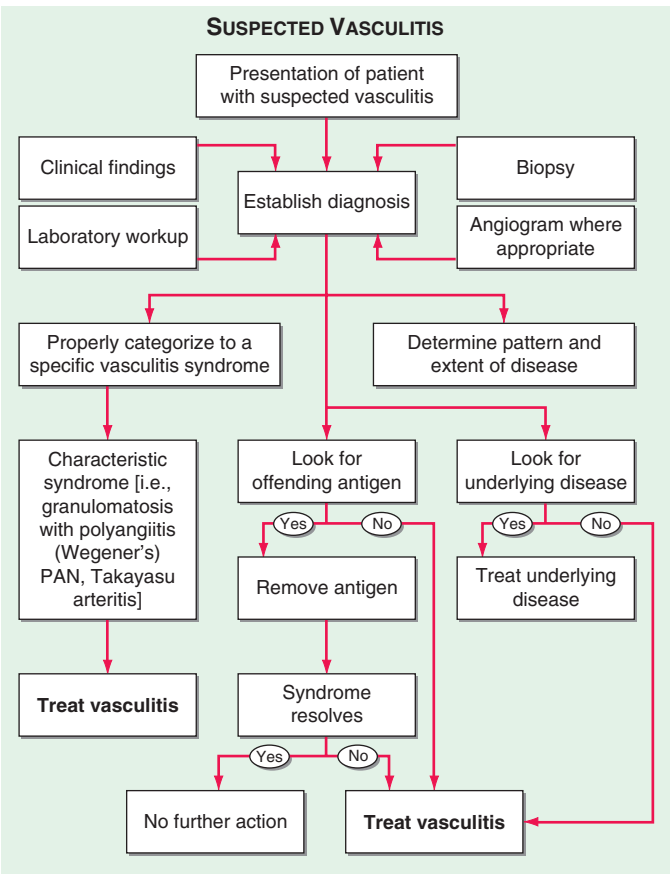 SUSPECTED VASCULITIS
Presentation of patient
with suspected vasculitis
Clinical findings
Biopsy
Establish diagnosis
Laboratory workup
Angiogram where
appropriate
Properly categorize to a
specific vasculitis syndrome
Determine pattern and
extent of disease
Characteristic
syndrome [i.e.,
granulomatosis
with polyangiitis
(Wegener's)
PAN, Takayasu
arteritis]
Look for
offending antigen
Look for
underlying disease
Yes
No
Yes
No
Remove antigen
Treat underlying
disease
Treat vasculitis
Syndrome
resolves
Yes
No
No further action
Treat vasculitis